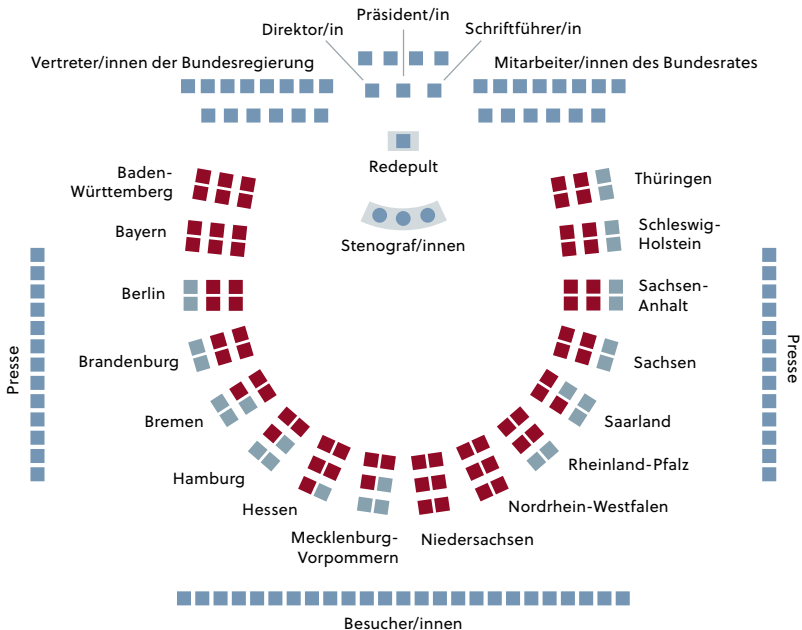 Präsident/in
Direktor/in
Schriftführer/in
Vertreter/innen der Bundesregierung
Mitarbeiter/innen des Bundesrates
Redepult
Stenograf/innen
Baden-
Württemberg
Bayern
Berlin
Brandenburg
Bremen
Hamburg
Hessen
Mecklenburg-
Vorpommern
Niedersachsen
Nordrhein-Westfalen
Rheinland-Pfalz
Saarland
Sachsen
Sachsen-
Anhalt
Schleswig-
Holstein
Thüringen
Presse
Presse
Besucher/innen